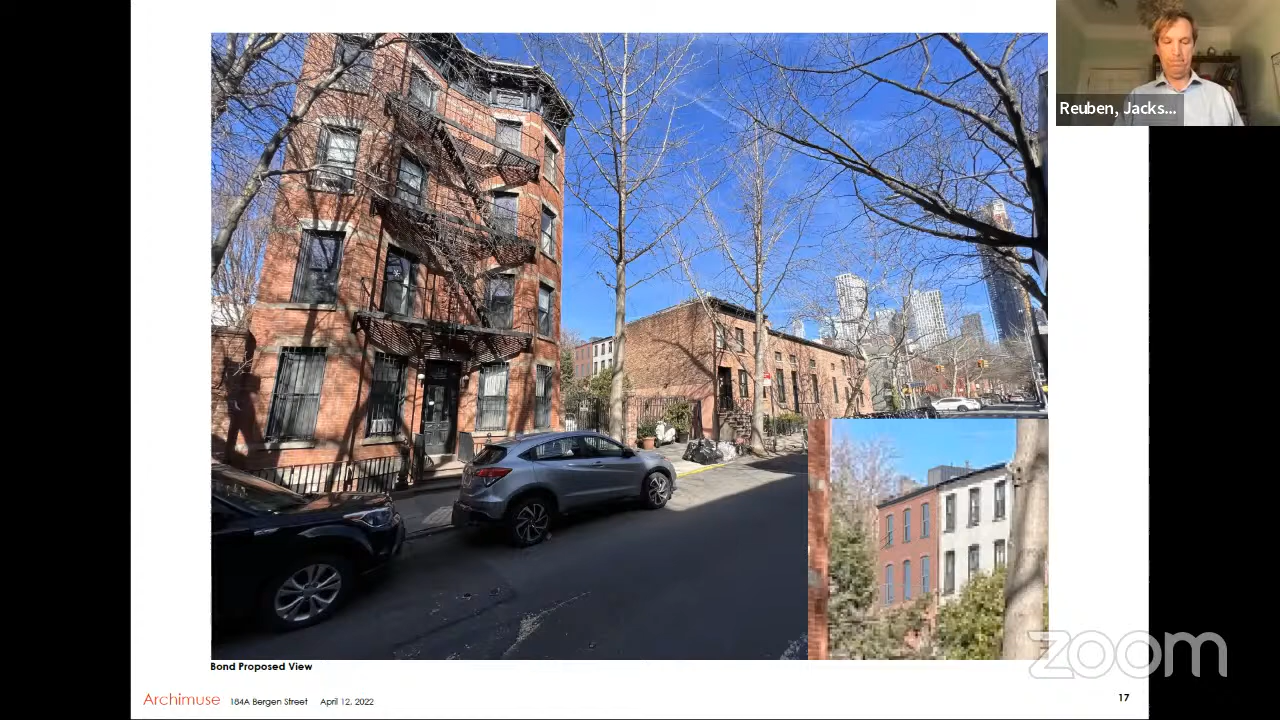 Reuben, Jacks...
Bond Proposed View
zoom
Archimuse 184A Bergen Street April 12, 2022 17